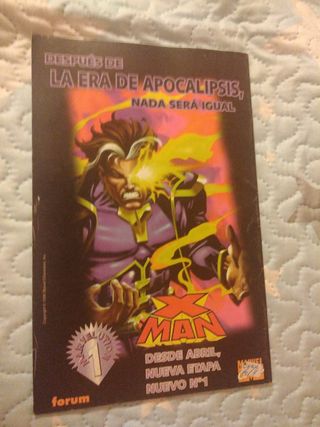 DESPUÉS DE
LA ERA DE APOCALIPSIS,
NADA SERÁ IGUAL
X
MAN
DESDE ABRIL,
NUEVA ETAPA
NUEVO Nº1
1
forum